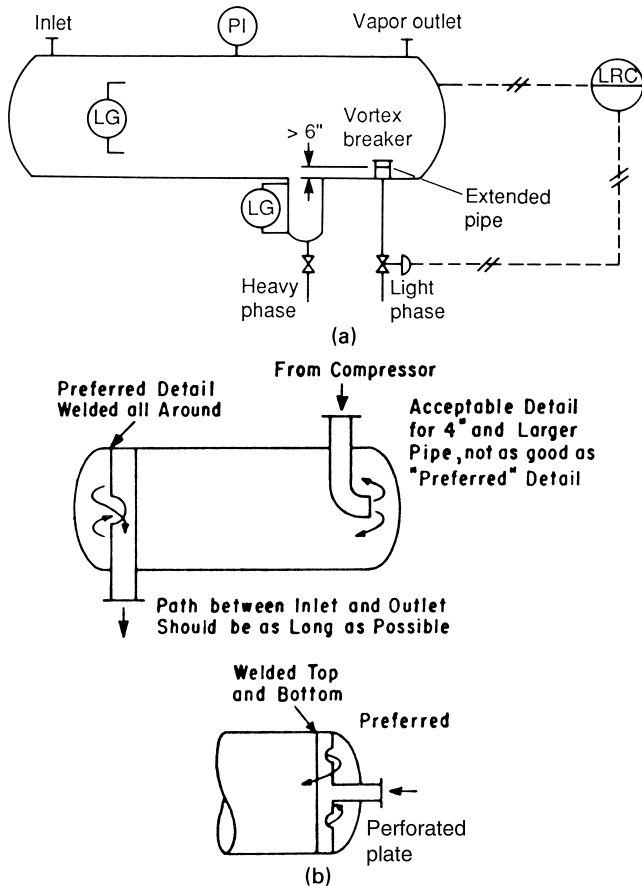 Inlet
PI
Vapor outlet
LRC
LG
Vortex
breaker
> 6"
Extended
pipe
LG
Heavy
phase
Light
phase
(a)
Preferred Detail
Welded all Around
From Compressor
Acceptable Detail
for 4" and Larger
Pipe, not as good as
"Preferred" Detail
Path between Inlet and Outlet
Should be as Long as Possible
Welded Top
and Bottom
Preferred
Perforated
plate
(b)